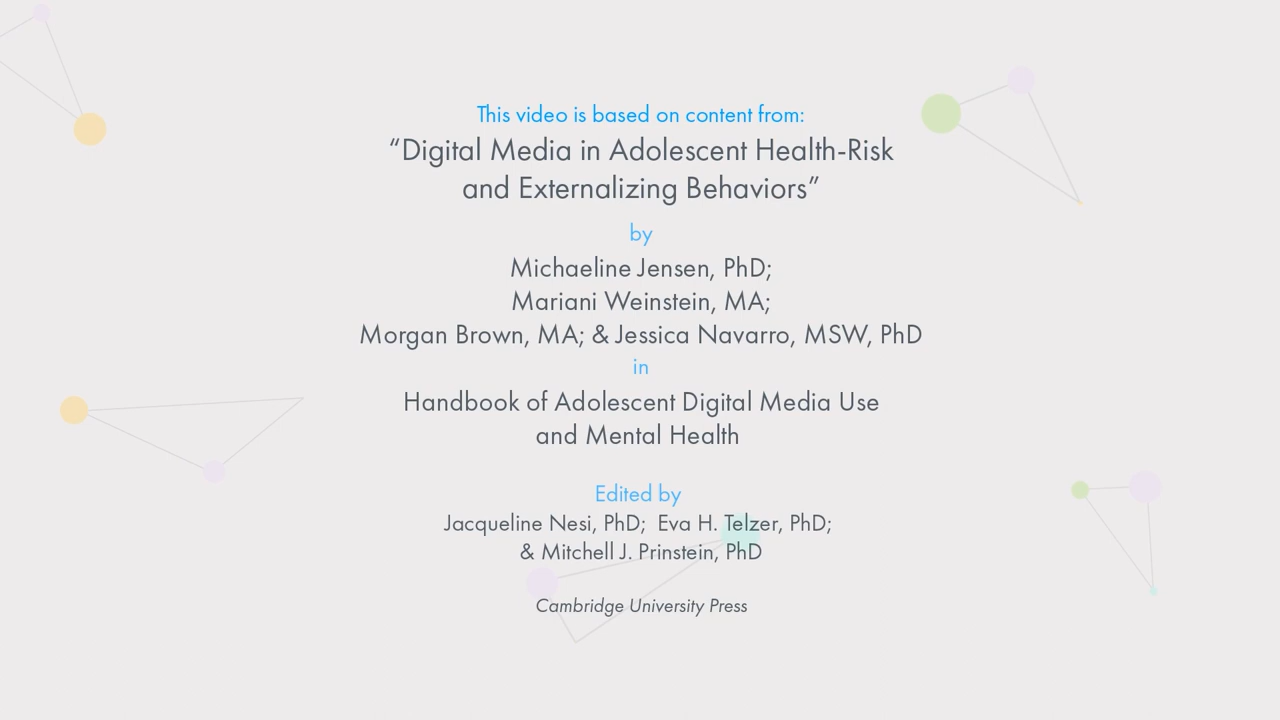 This video is based on content from:
“Digital Media in Adolescent Health-Risk
and Externalizing Behaviors”
by
Michaeline Jensen, PhD;
Mariani Weinstein, MA;
Morgan Brown, MA; & Jessica Navarro, MSW, PhD
in
Handbook of Adolescent Digital Media Use
and Mental Health
Edited by
Jacqueline Nesi, PhD; Eva H. Telzer, PhD;
& Mitchell J. Prinstein, PhD
Cambridge University Press